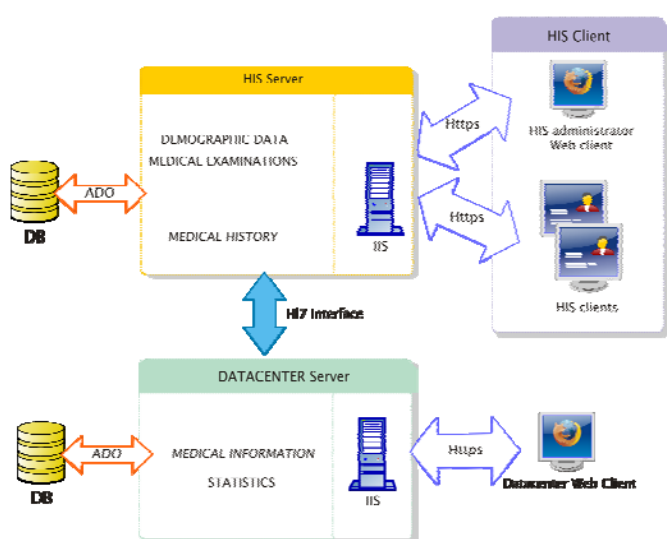 HIS Client
HIS Server
Https
HIS administrator
Web client
DEMOGRAPHIC DATA
MEDICAL EXAMINATIONS
ADO
DB
MEDICAL HISTORY
IIS
Https
HIS clients
Hl7 Interface
DATACENTER Server
ADO
DB
MEDICAL INFORMATION
STATISTICS
IIS
Https
Datacenter Web Client